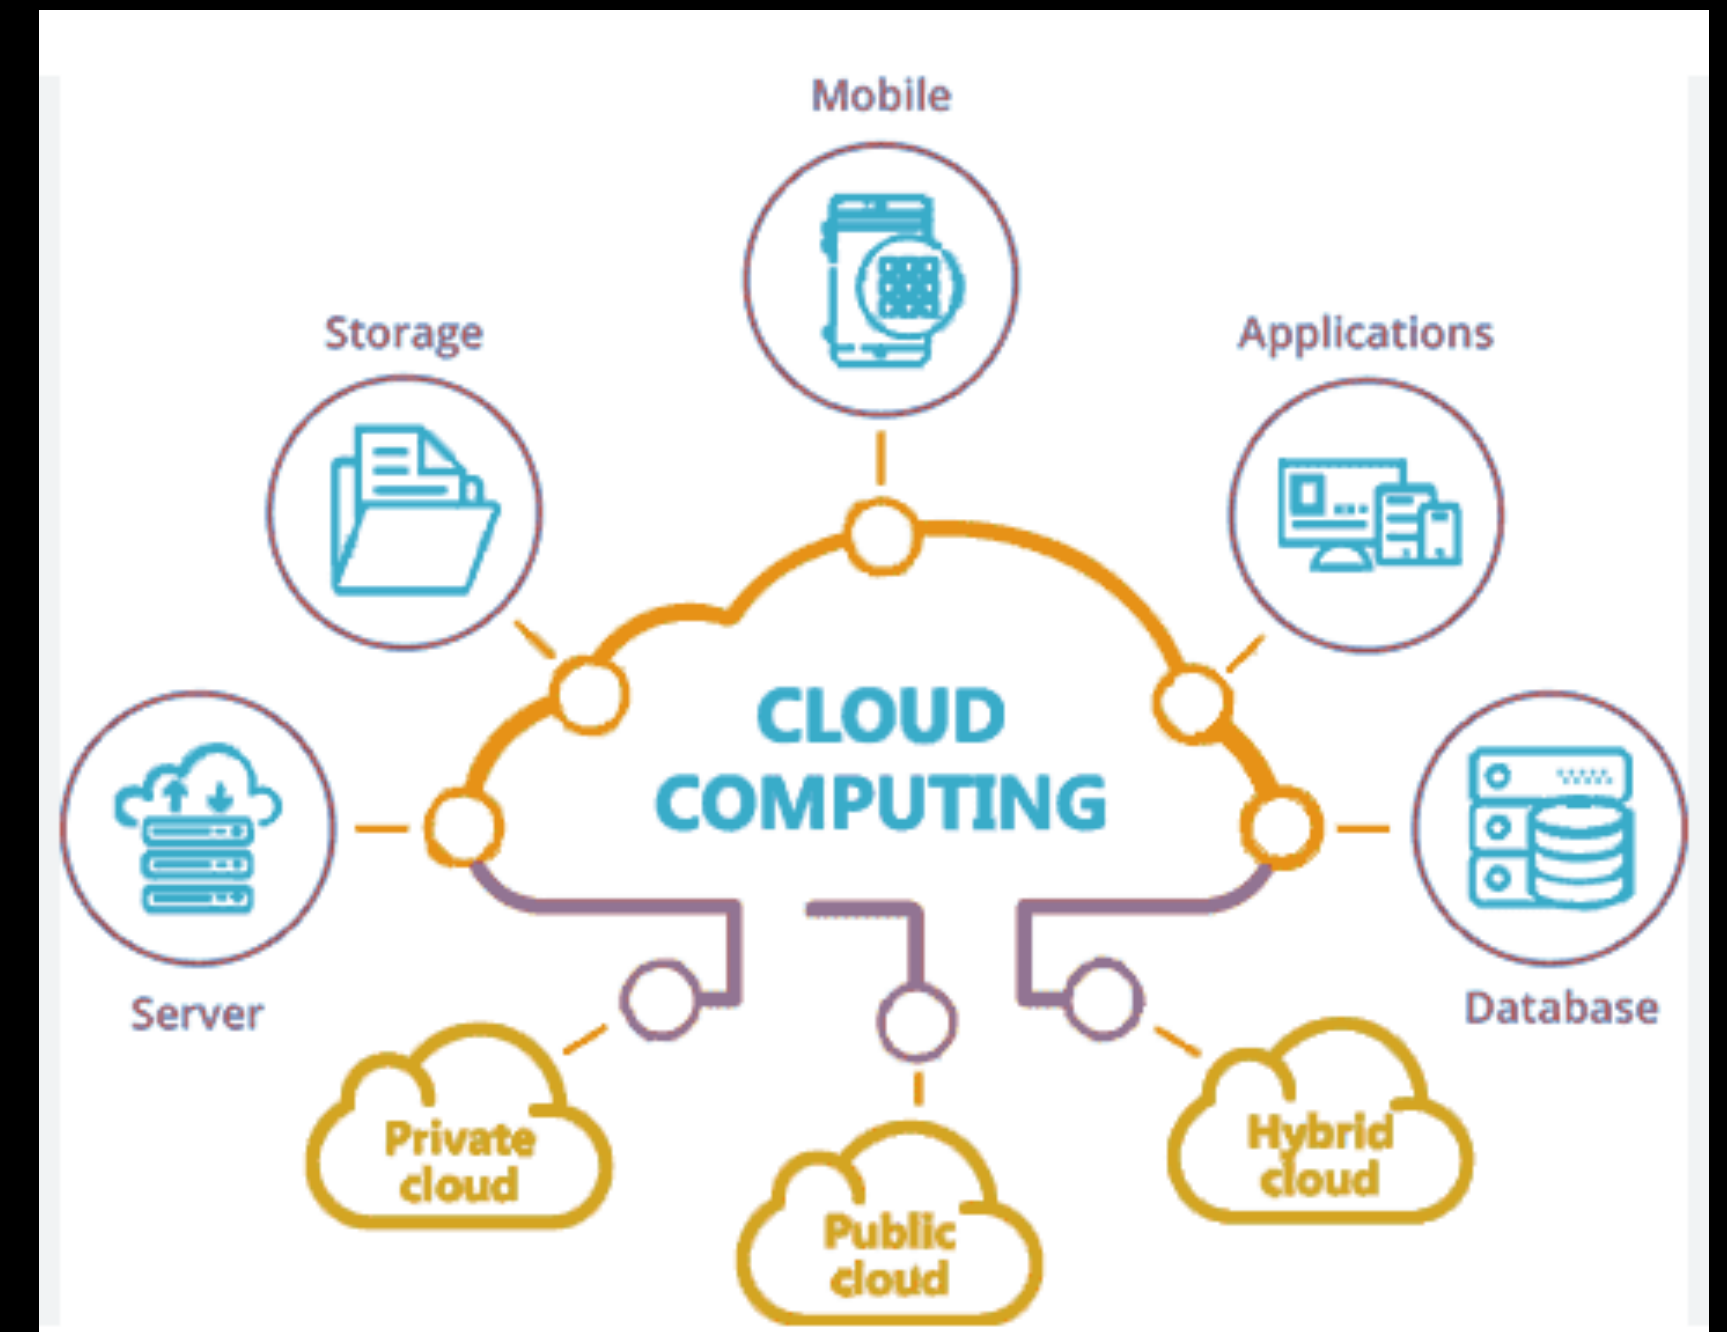 Mobile
Storage
Applications
CLOUD
COMPUTING
Server
Database
Private
cloud
Public
cloud
Hybrid
cloud